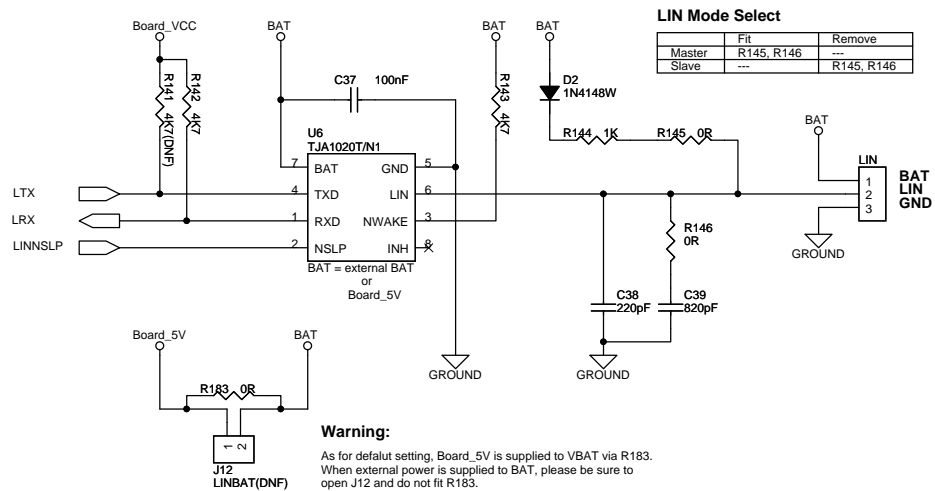 LIN Mode Select
Fit Remove
Master R145, R146 ---
Slave --- R145, R146
Board_VCC
BAT
BAT
BAT
C37 100nF
R141 4K7(DNF)
R142 4K7
R143 4K7
D2
1N4148W
R144 1K
R145 0R
BAT
U6
TJA1020T/N1
7 BAT GND 5
4 TXD LIN 6
1 RXD NWAKE 3
2 NSLP INH 8
BAT = external BAT
or
Board_5V
LTX
LRX
LINNSLP
LIN
1 BAT
2 LIN
3 GND
GROUND
R146
0R
C38
220pF
C39
820pF
GROUND
GROUND
Board_5V
BAT
R183 0R
1 2
J12
LINBAT(DNF)
Warning:
As for defalut setting, Board_5V is supplied to VBAT via R183.
When external power is supplied to BAT, please be sure to
open J12 and do not fit R183.